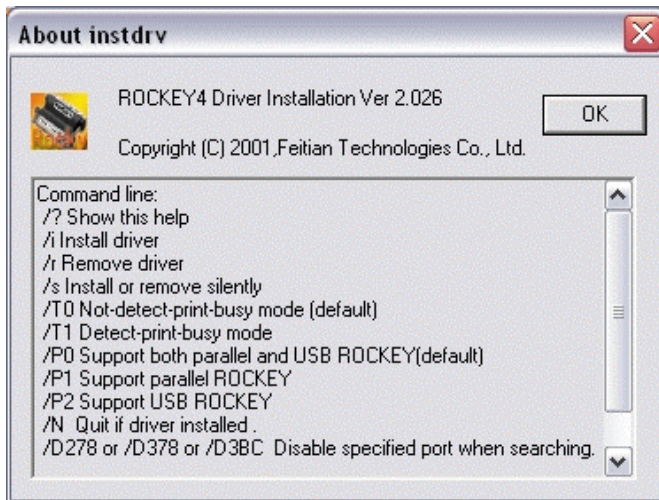 About instdrv
ROCKEY4 Driver Installation Ver 2.026
OK
Copyright (C) 2001,Feitian Technologies Co., Ltd.
Command line:
/? Show this help
/i Install driver
/r Remove driver
/s Install or remove silently
/T0 Not-detect-print-busy mode (default)
/T1 Detect-print-busy mode
/P0 Support both parallel and USB ROCKEY(default)
/P1 Support parallel ROCKEY
/P2 Support USB ROCKEY
/N  Quit if driver installed .
/D278 or /D378 or /D3BC  Disable specified port when searching.